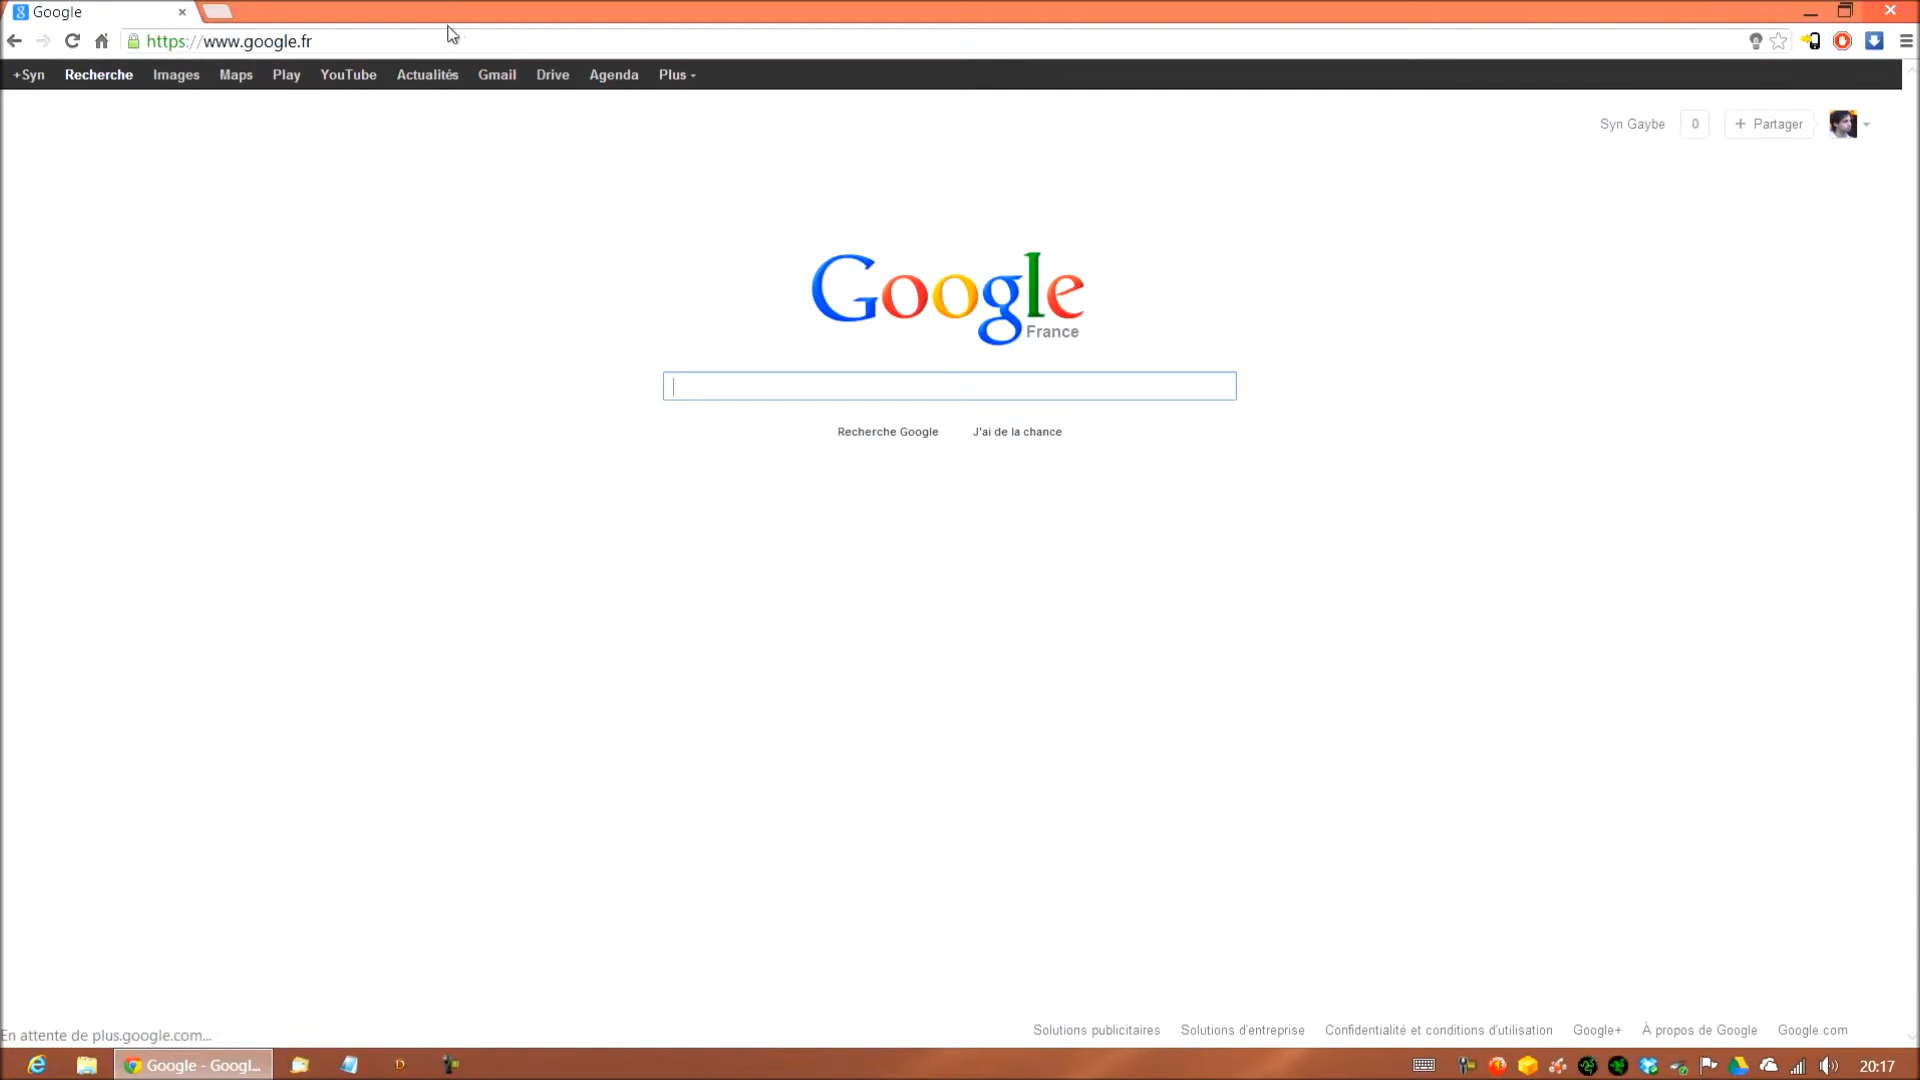 Google
https://www.google.fr
+Syn Recherche Images Maps Play YouTube Actualités Gmail Drive Agenda Plus
Syn Gaybe 0 + Partager
Google
France
Recherche Google J'ai de la chance
Solutions publicitaires Solutions d'entreprise Confidentialité et conditions d'utilisation Google+ À propos de Google Google.com
En attente de plus.google.com...
Google - Googl... 20:17